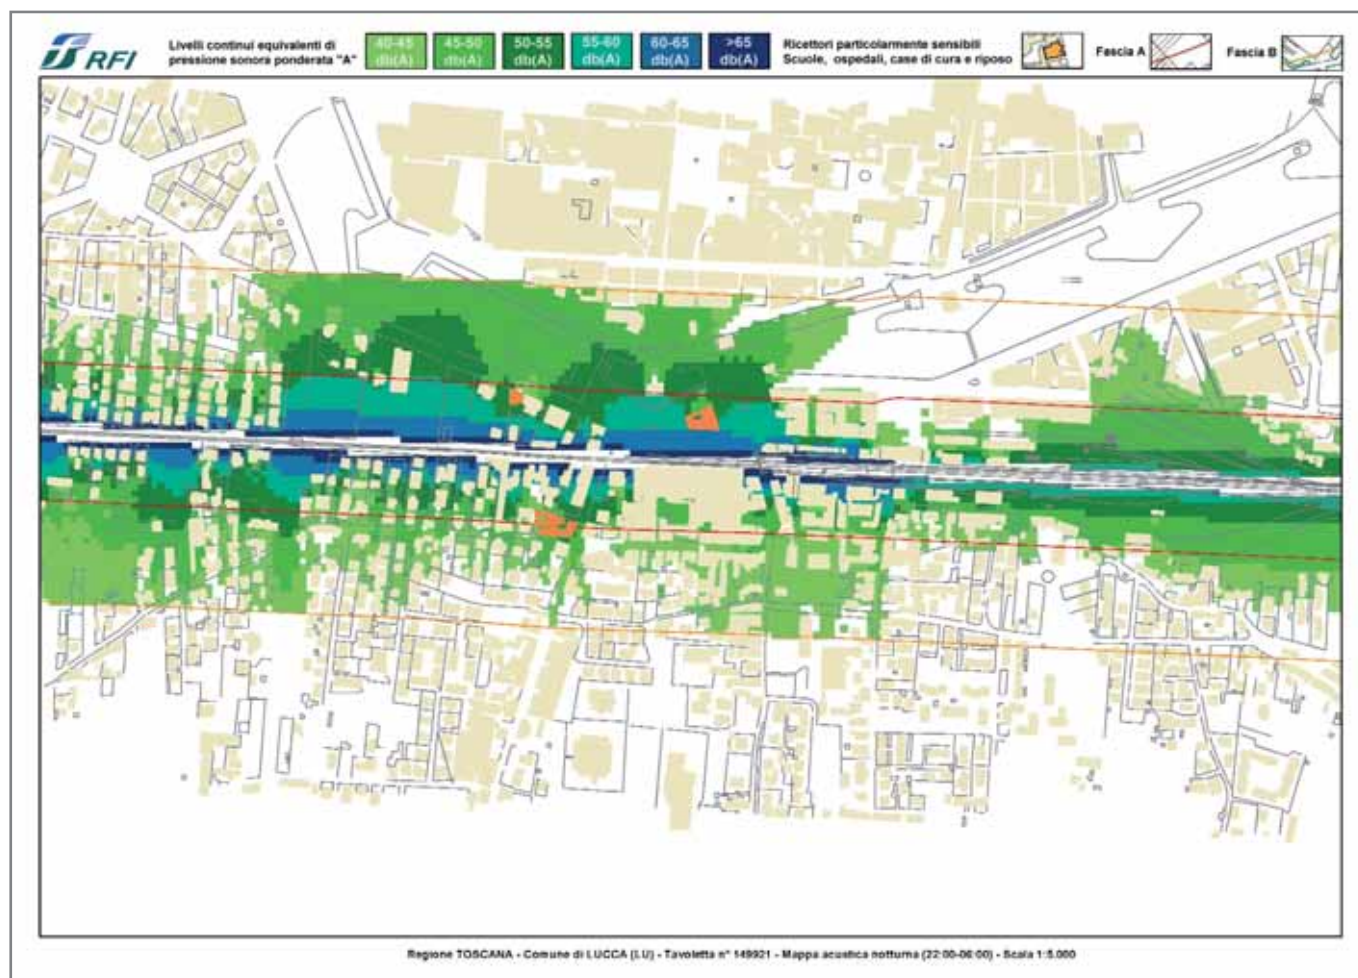 RFI
Livelli continui equivalenti di
pressione sonora ponderata "A"
40-45
db(A)
45-50
db(A)
50-55
db(A)
55-60
db(A)
60-65
db(A)
>65
db(A)
Ricettori particolarmente sensibili
Scuole, ospedali, case di cura e riposo
Fascia A
Fascia B
Regione TOSCANA - Comune di LUCCA (LU) - Tavoletta n° 149921 - Mappa acustica notturna (22:00-06:00) - Scala 1:5.000